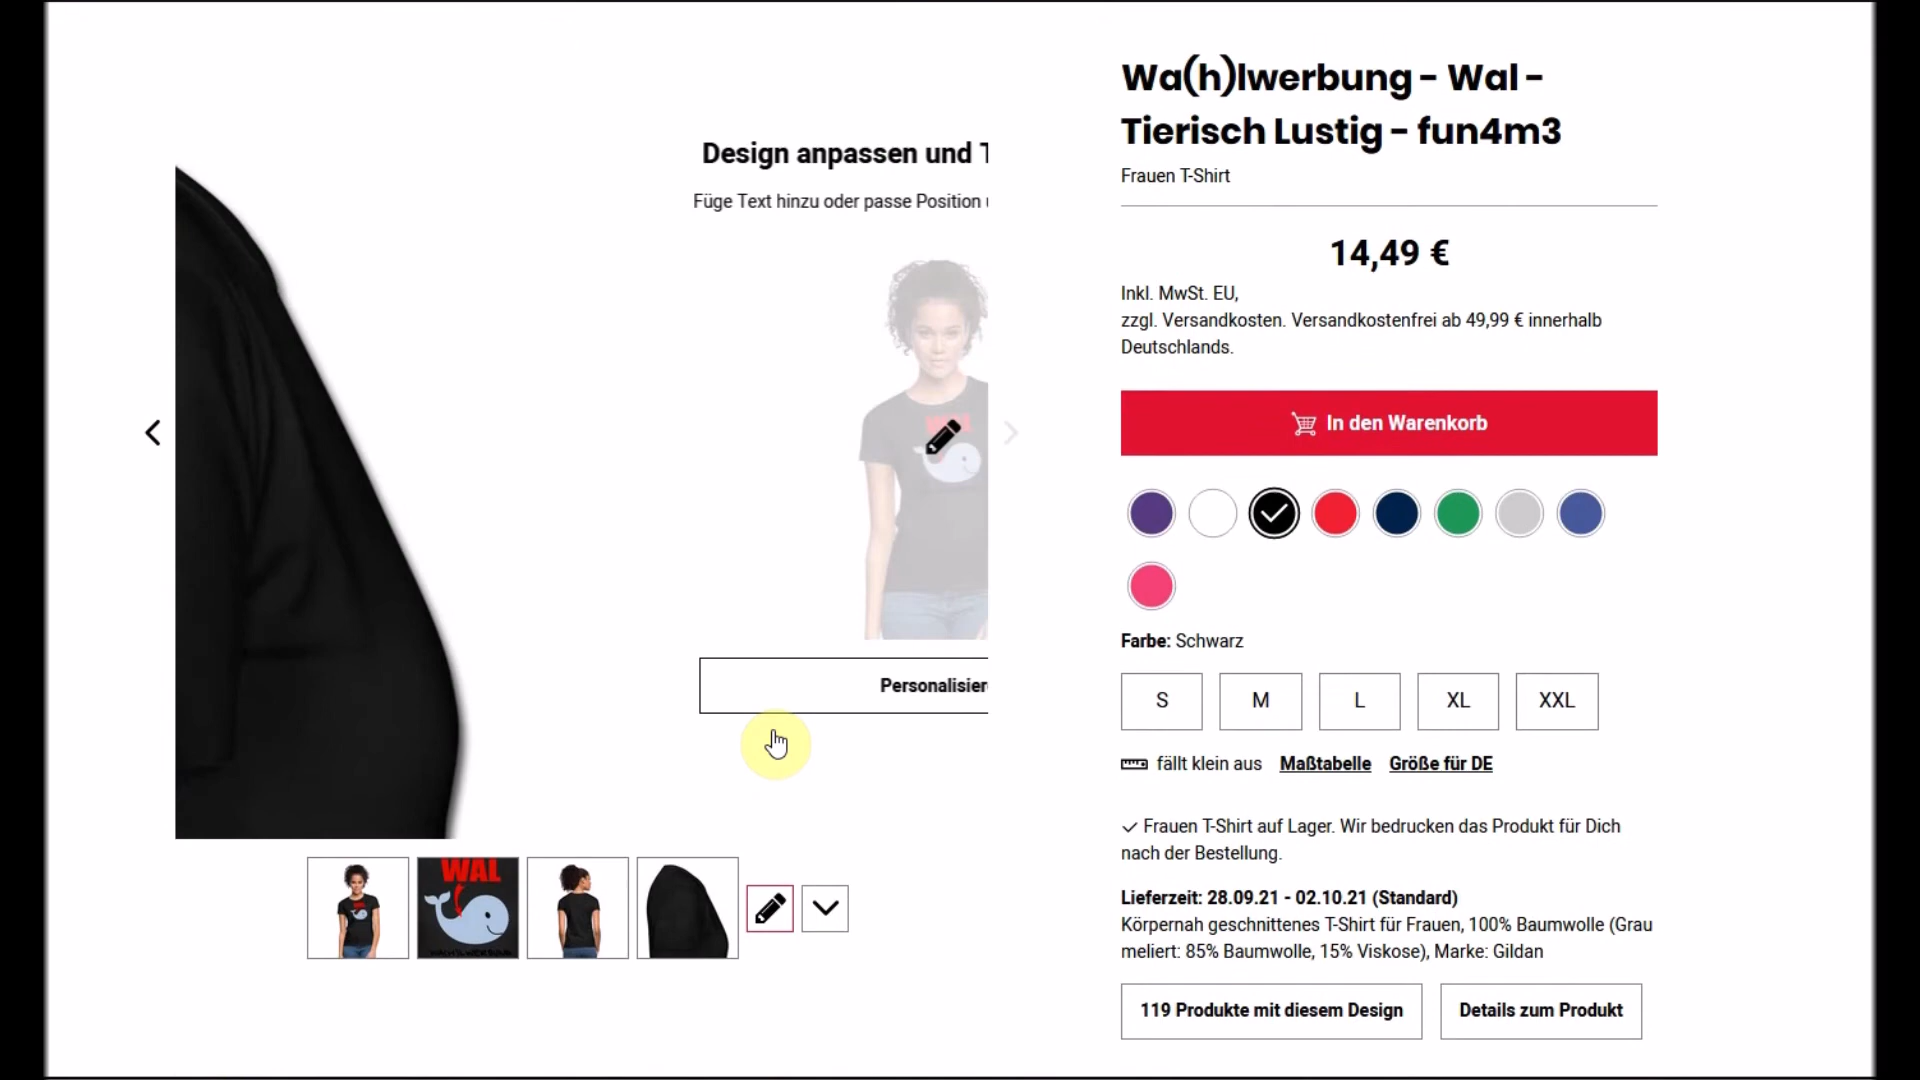 Wa(h)lwerbung - Wal -
Tierisch Lustig - fun4m3
Frauen T-Shirt
14,49 €
Inkl. MwSt. EU,
zzgl. Versandkosten. Versandkostenfrei ab 49,99 € innerhalb
Deutschlands.
In den Warenkorb
Farbe: Schwarz
S
M
L
XL
XXL
fällt klein aus Maßtabelle Größe für DE
Frauen T-Shirt auf Lager. Wir bedrucken das Produkt für Dich
nach der Bestellung.
Lieferzeit: 28.09.21 - 02.10.21 (Standard)
Körpernah geschnittenes T-Shirt für Frauen, 100% Baumwolle (Grau
meliert: 85% Baumwolle, 15% Viskose), Marke: Gildan
119 Produkte mit diesem Design
Details zum Produkt
Design anpassen und T
Füge Text hinzu oder passe Position
Personalisier
WAL